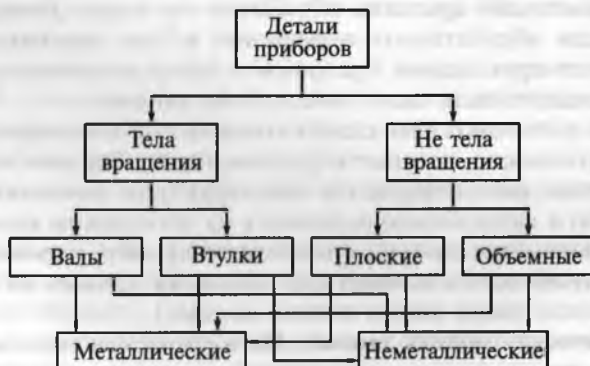 Детали
приборов
Тела
вращения
Не тела
вращения
Валы
Втулки
Плоские
Объемные
Металлические
Неметаллические